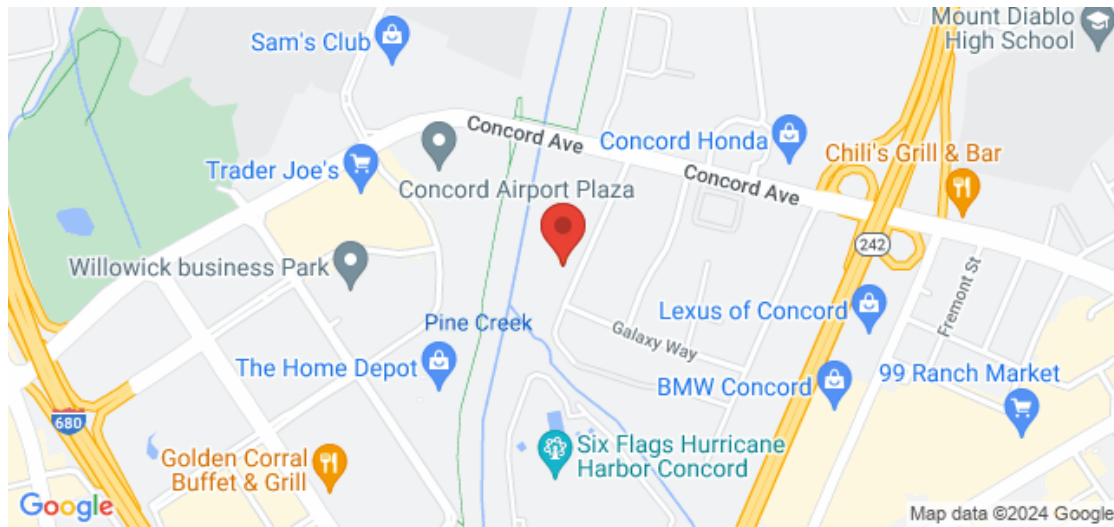 Mount Diablo
High School
Sam's Club
Concord Ave
Concord Honda
Chili's Grill & Bar
Trader Joe's
Concord Airport Plaza
Concord Ave
242
Willowick business Park
Fremont St
Lexus of Concord
Pine Creek
Galaxy Way
The Home Depot
BMW Concord
99 Ranch Market
680
Six Flags Hurricane
Harbor Concord
Golden Corral
Buffet & Grill
Google
Map data ©2024 Google